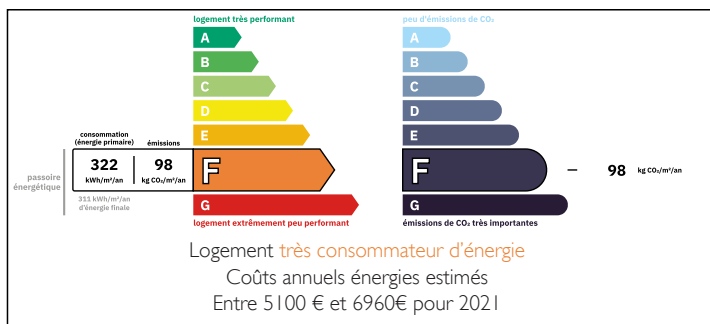 logement très performant
A
B
C
D
E
consommation
(énergie primaire)
émissions
322
kWh/m²/an
98
kg CO₂/m²/an
F
passoire
énergétique
311 kWh/m²/an
d'énergie finale
G
logement extrêmement peu performant
peu d'émissions de CO₂
A
B
C
D
E
F
98 kg CO₂/m²/an
G
émissions de CO₂ très importantes
Logement très consommateur d'énergie
Coûts annuels énergies estimés
Entre 5100 € et 6960€ pour 2021